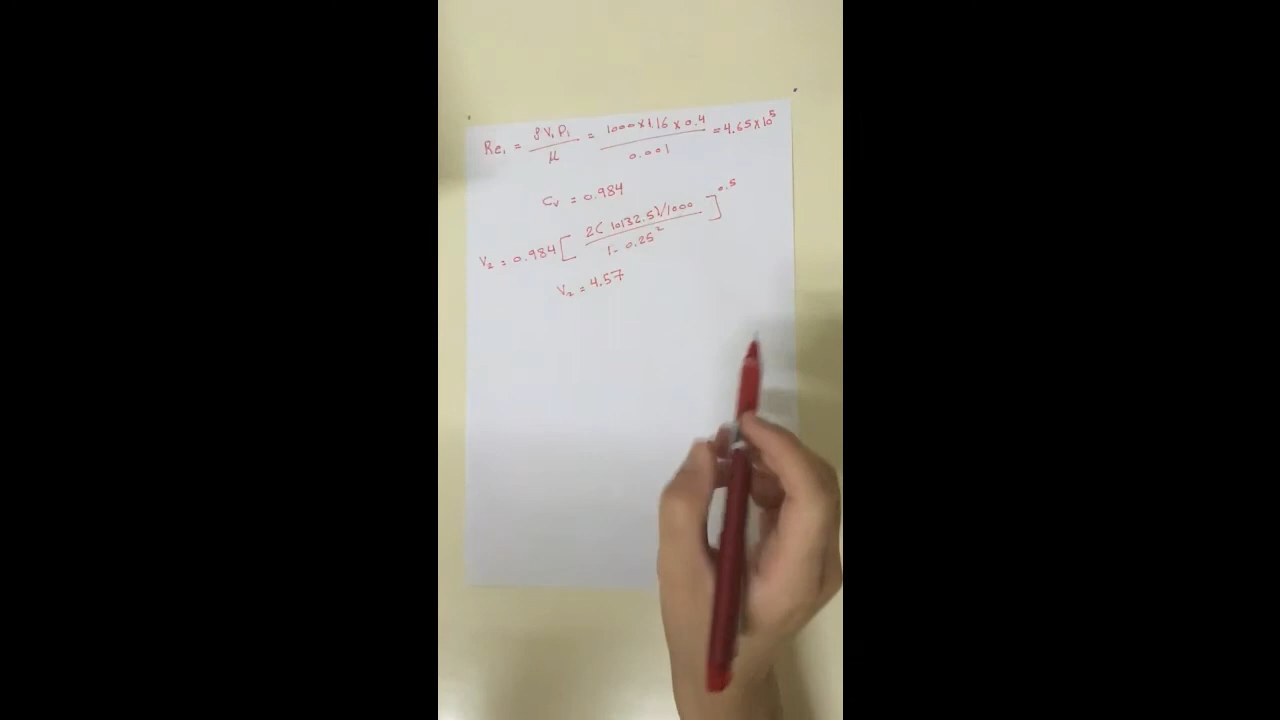 Re₁ = ρV₁D₁ / μ = 1000 x 1.16 x 0.4 / 0.001 = 4.65 x 10⁵
Cv = 0.984
V₂ = 0.984 [ 2( 10132.5)/1000 / 1 - 0.25² ]^0.5
V₂ = 4.57